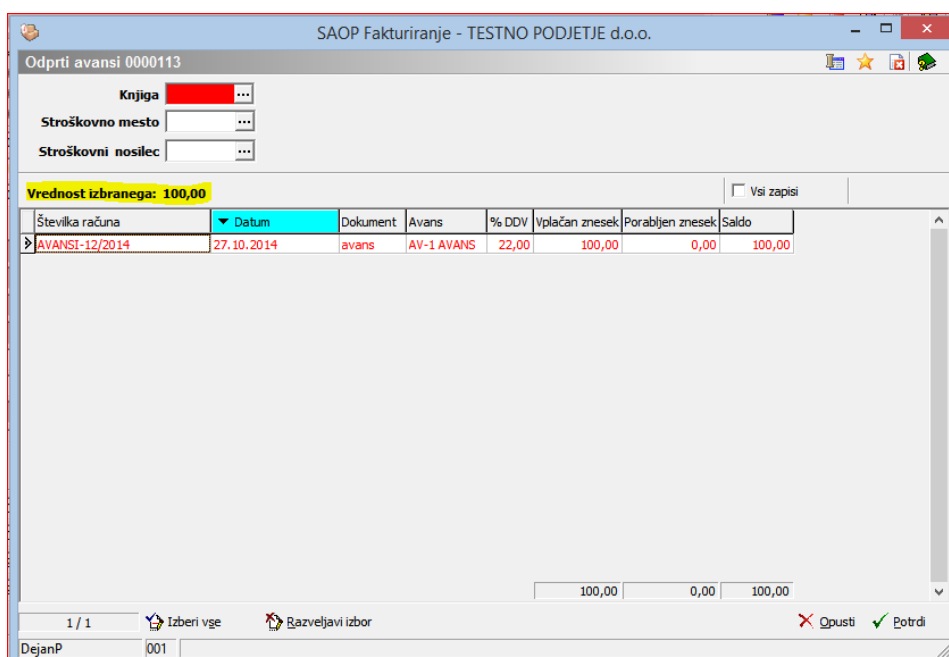 SAOP Fakturiranje - TESTNO PODJETJE d.o.o.
Odprti avansi 0000113
Knjiga
Stroškovno mesto
Stroškovni nosilec
Vrednost izbranega: 100,00
Vsi zapisi
Številka računa Datum Dokument Avans % DDV Vplačan znesek Porabljen znesek Saldo
AVANSI-12/2014 27.10.2014 avans AV-1 AVANS 22,00 100,00 0,00 100,00
100,00 0,00 100,00
1 / 1 Izberi vse Razveljavi izbor Opusti Potrdi
DejanP 001